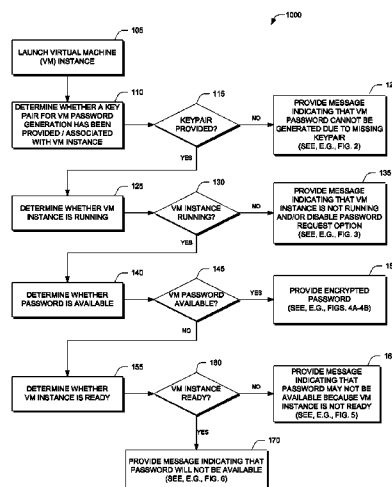 1000
105
LAUNCH VIRTUAL MACHINE
(VM) INSTANCE
110
DETERMINE WHETHER A KEY
PAIR FOR VM PASSWORD
GENERATION HAS BEEN
PROVIDED / ASSOCIATED
WITH VM INSTANCE
115
KEYPAIR
PROVIDED?
NO
YES
12
PROVIDE MESSAGE
INDICATING THAT VM
PASSWORD CANNOT BE
GENERATED DUE TO MISSING
KEYPAIR
(SEE, E.G., FIG. 2)
125
DETERMINE WHETHER VM
INSTANCE IS RUNNING
130
VM INSTANCE
RUNNING?
NO
YES
135
PROVIDE MESSAGE
INDICATING THAT VM
INSTANCE IS NOT RUNNING
AND/OR DISABLE PASSWORD
REQUEST OPTION
(SEE, E.G., FIG. 3)
140
DETERMINE WHETHER
PASSWORD IS AVAILABLE
145
VM PASSWORD
AVAILABLE?
YES
NO
15
PROVIDE ENCRYPTED
PASSWORD
(SEE, E.G., FIGS. 4A-4B)
155
DETERMINE WHETHER
VM INSTANCE IS READY
160
VM INSTANCE
READY?
NO
YES
16
PROVIDE MESSAGE
INDICATING THAT
PASSWORD MAY NOT BE
AVAILABLE BECAUSE VM
INSTANCE IS NOT READY
(SEE, E.G., FIG. 5)
170
PROVIDE MESSAGE INDICATING THAT
PASSWORD WILL NOT BE AVAILABLE
(SEE, E.G., FIG. 6)